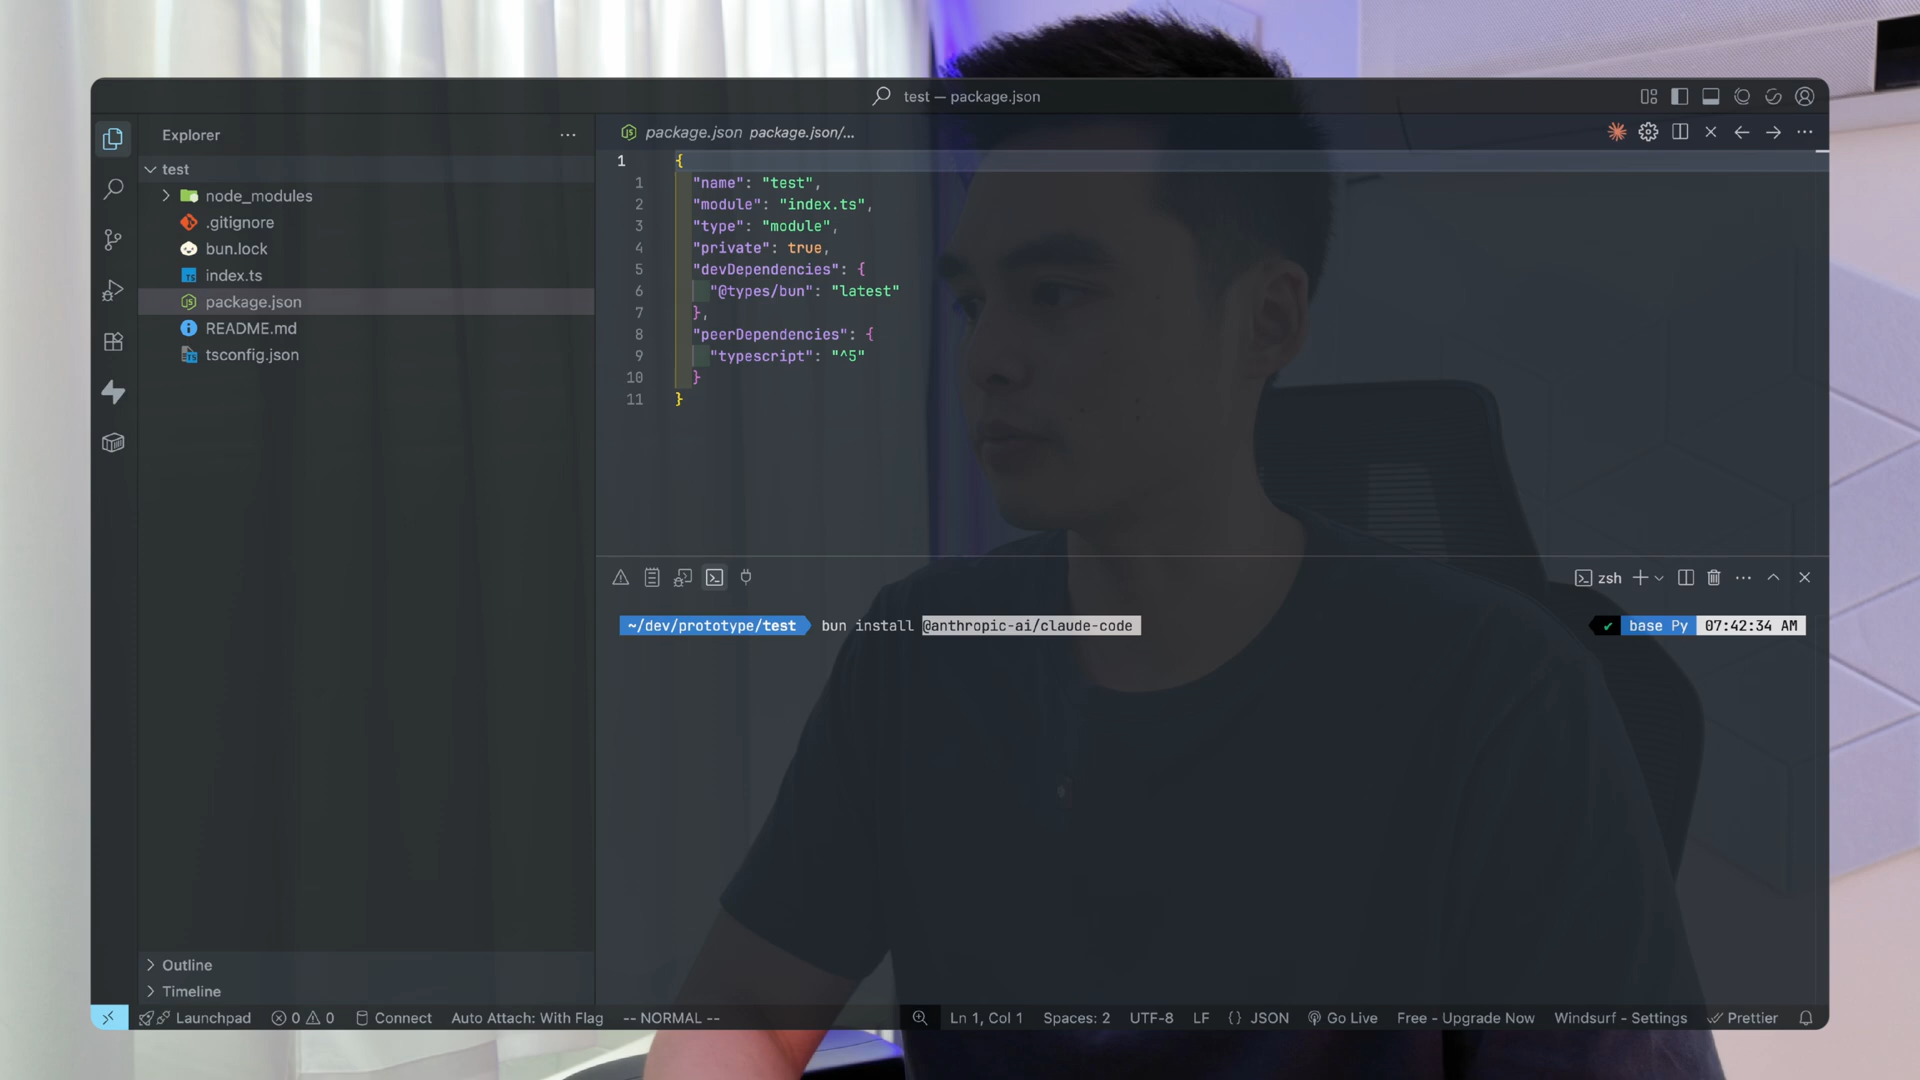 test — package.json
Explorer
package.json package.json/...
test
node_modules
.gitignore
bun.lock
index.ts
package.json
README.md
tsconfig.json
1 {
1 "name": "test",
2 "module": "index.ts",
3 "type": "module",
4 "private": true,
5 "devDependencies": {
6 "@types/bun": "latest"
7 },
8 "peerDependencies": {
9 "typescript": "^5"
10 }
11 }
zsh
~/dev/prototype/test bun install @anthropic-ai/claude-code
base Py 07:42:34 AM
Outline
Timeline
Launchpad 0 0 Connect Auto Attach: With Flag -- NORMAL -- Ln 1, Col 1 Spaces: 2 UTF-8 LF {} JSON Go Live Free - Upgrade Now Windsurf - Settings Prettier